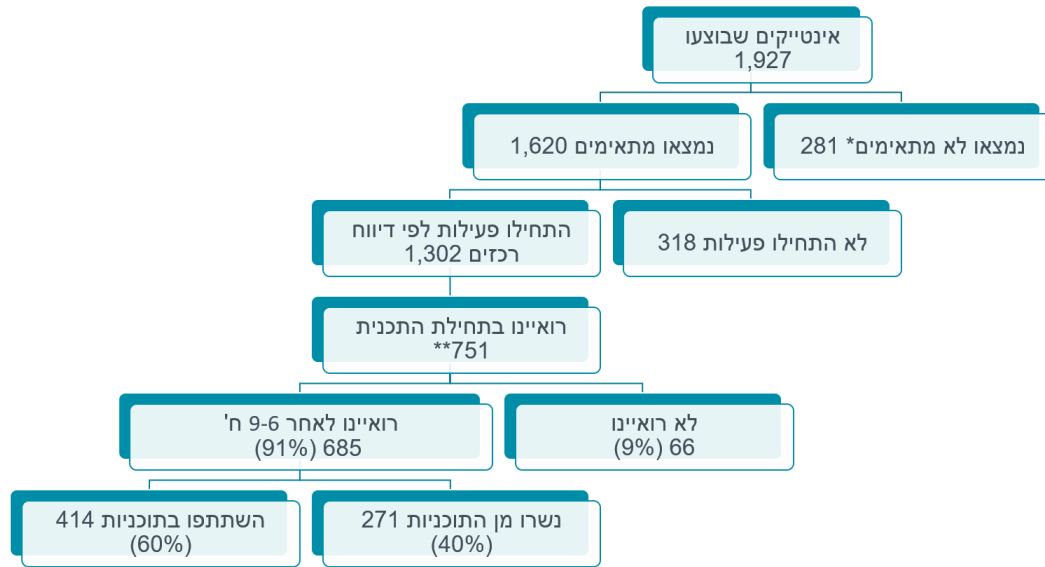 אינטייקים שבוצעו
1,927
נמצאו מתאימים 1,620
נמצאו לא מתאימים* 281
התחילו פעילות לפי דיווח
רכזים 1,302
לא התחילו פעילות 318
רואיינו בתחילת התכנית
751**
רואיינו לאחר 9-6 ח'
685 (91%)
לא רואיינו
66 (9%)
השתתפו בתוכניות 414
(60%)
נשרו מן התוכניות 271
(40%)